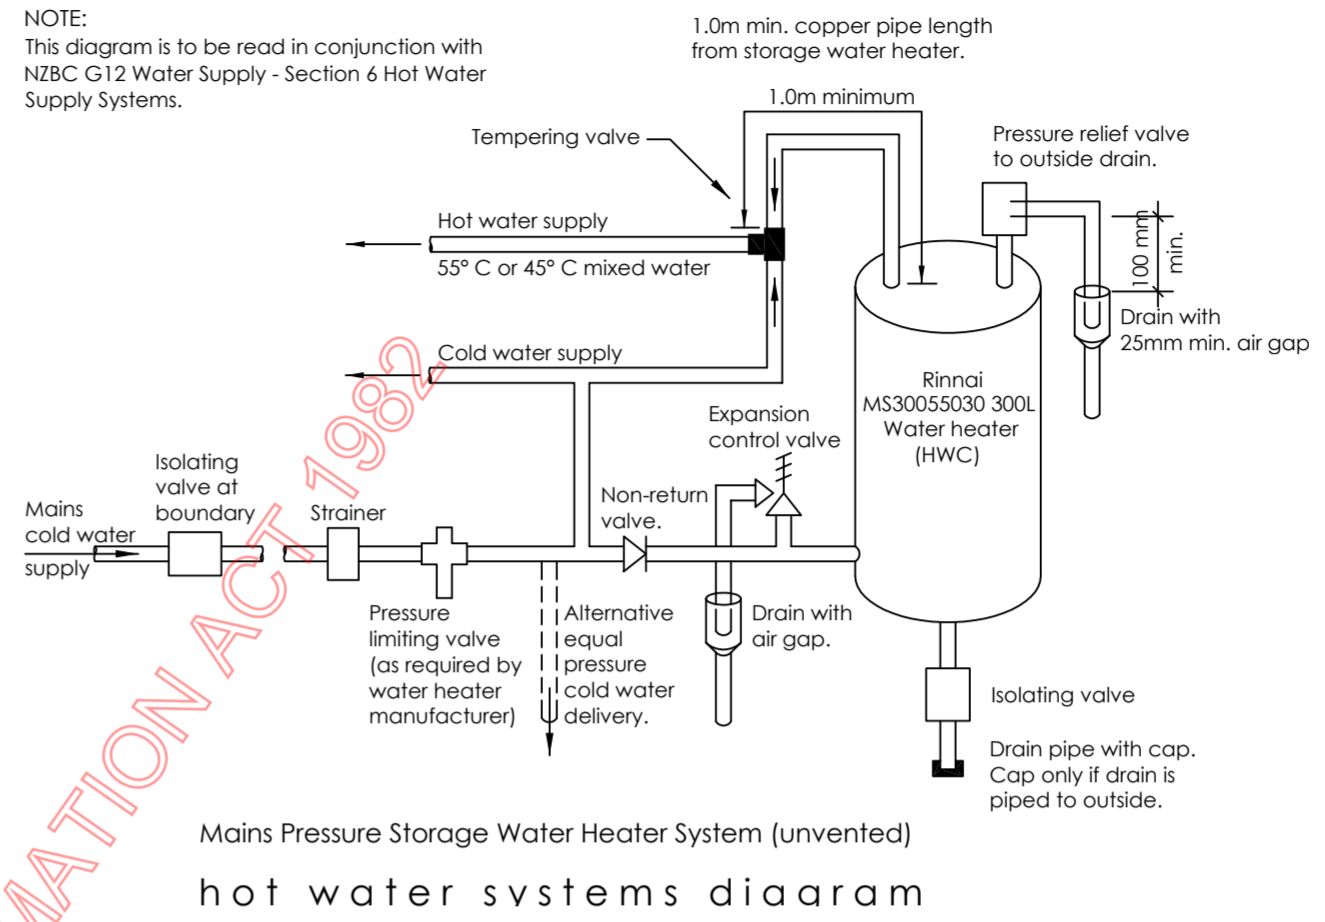 NOTE:
This diagram is to be read in conjunction with
NZBC G12 Water Supply - Section 6 Hot Water
Supply Systems.
1.0m min. copper pipe length
from storage water heater.
1.0m minimum
Tempering valve
Pressure relief valve
to outside drain.
Hot water supply
55° C or 45° C mixed water
100 mm
min.
Drain with
25mm min. air gap
Cold water supply
Rinnai
MS30055030 300L
Water heater
(HWC)
Expansion
control valve
Isolating
valve at
boundary
Strainer
Non-return
valve.
Mains
cold water
supply
Pressure
limiting valve
(as required by
water heater
manufacturer)
Alternative
equal
pressure
cold water
delivery.
Drain with
air gap.
Isolating valve
Drain pipe with cap.
Cap only if drain is
piped to outside.
Mains Pressure Storage Water Heater System (unvented)
hot water systems diagram
MATION ACT 1982